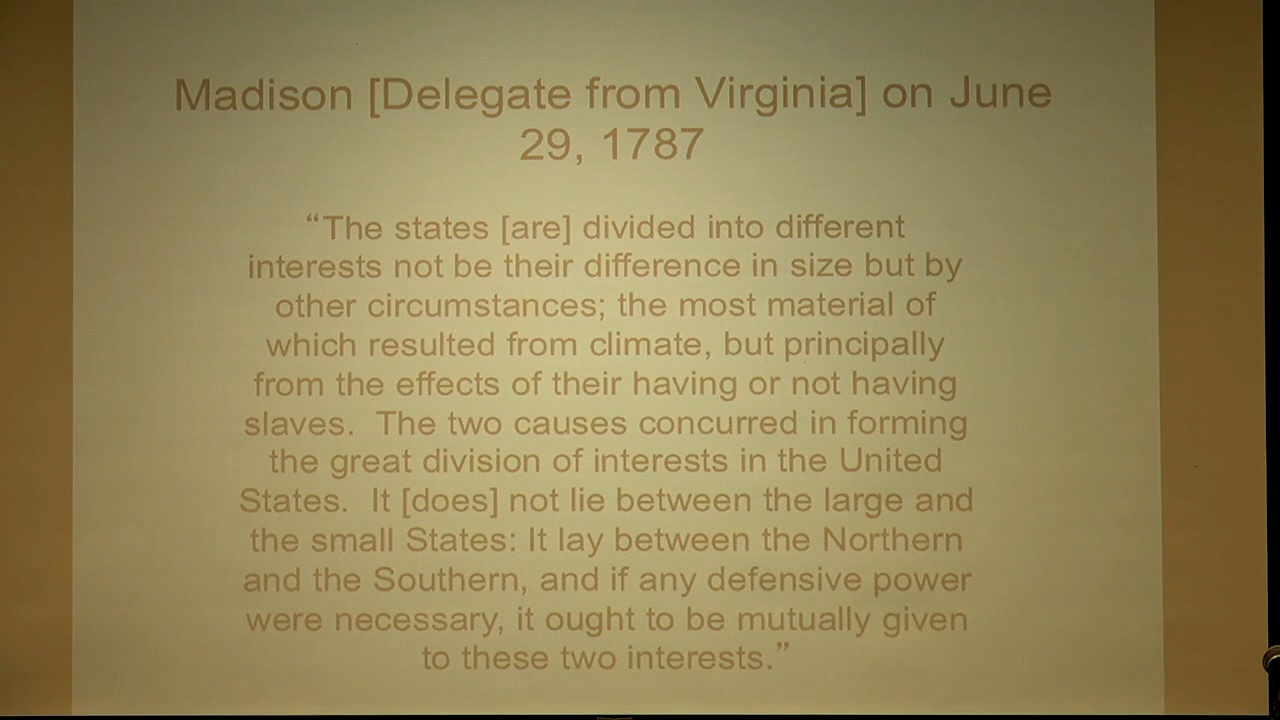 Madison [Delegate from Virginia] on June
29, 1787
“The states [are] divided into different
interests not be their difference in size but by
other circumstances; the most material of
which resulted from climate, but principally
from the effects of their having or not having
slaves.  The two causes concurred in forming
the great division of interests in the United
States.  It [does] not lie between the large and
the small States: It lay between the Northern
and the Southern, and if any defensive power
were necessary, it ought to be mutually given
to these two interests.”